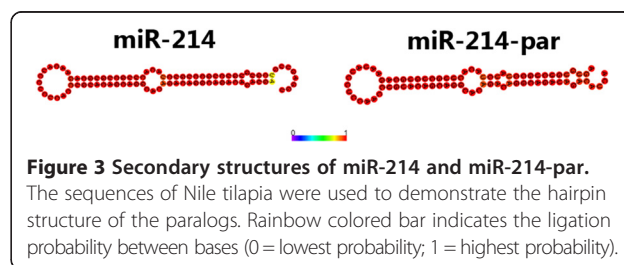 miR-214
miR-214-par
0
1
Figure 3 Secondary structures of miR-214 and miR-214-par.
The sequences of Nile tilapia were used to demonstrate the hairpin
structure of the paralogs. Rainbow colored bar indicates the ligation
probability between bases (0 = lowest probability; 1 = highest probability).